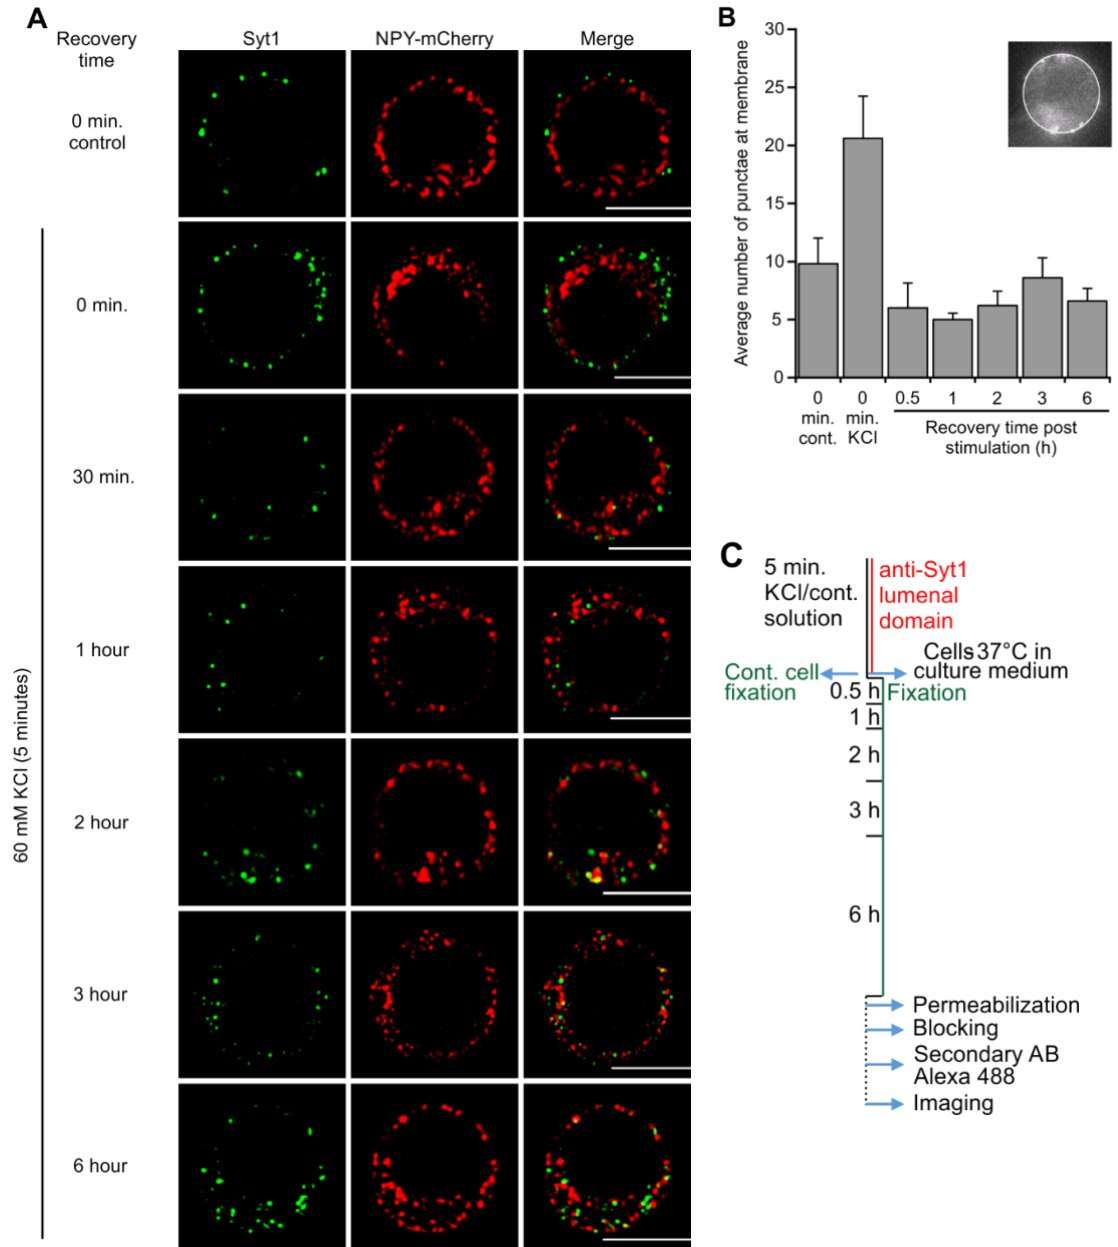 A
Recovery
time
Syt1
NPY-mCherry
Merge
0 min.
control
0 min.
30 min.
1 hour
2 hour
3 hour
6 hour
60 mM KCl (5 minutes)
B
Average number of punctae at membrane
30
25
20
15
10
5
0
0
min.
cont.
0
min.
KCl
0.5
1
2
3
6
Recovery time post
stimulation (h)
C
5 min.
KCl/cont.
solution
anti-Syt1
lumenal
domain
Cells 37°C in
culture medium
Cont. cell
fixation
0.5 h
Fixation
1 h
2 h
3 h
6 h
Permeabilization
Blocking
Secondary AB
Alexa 488
Imaging